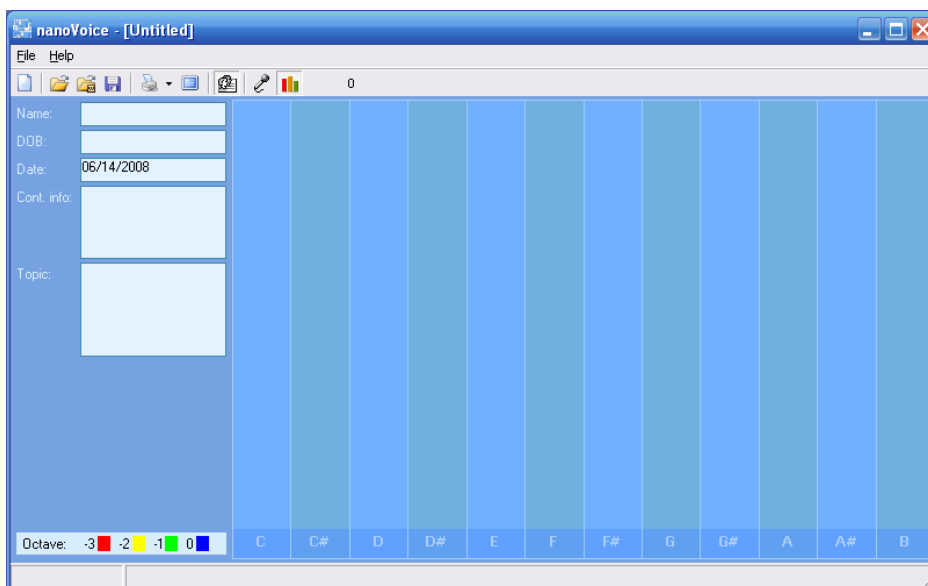 nanoVoice - [Untitled]
File Help
0
Name:
DOB:
Date: 06/14/2008
Cont. info:
Topic:
Octave: -3 -2 -1 0
C C# D D# E F F# G G# A A# B